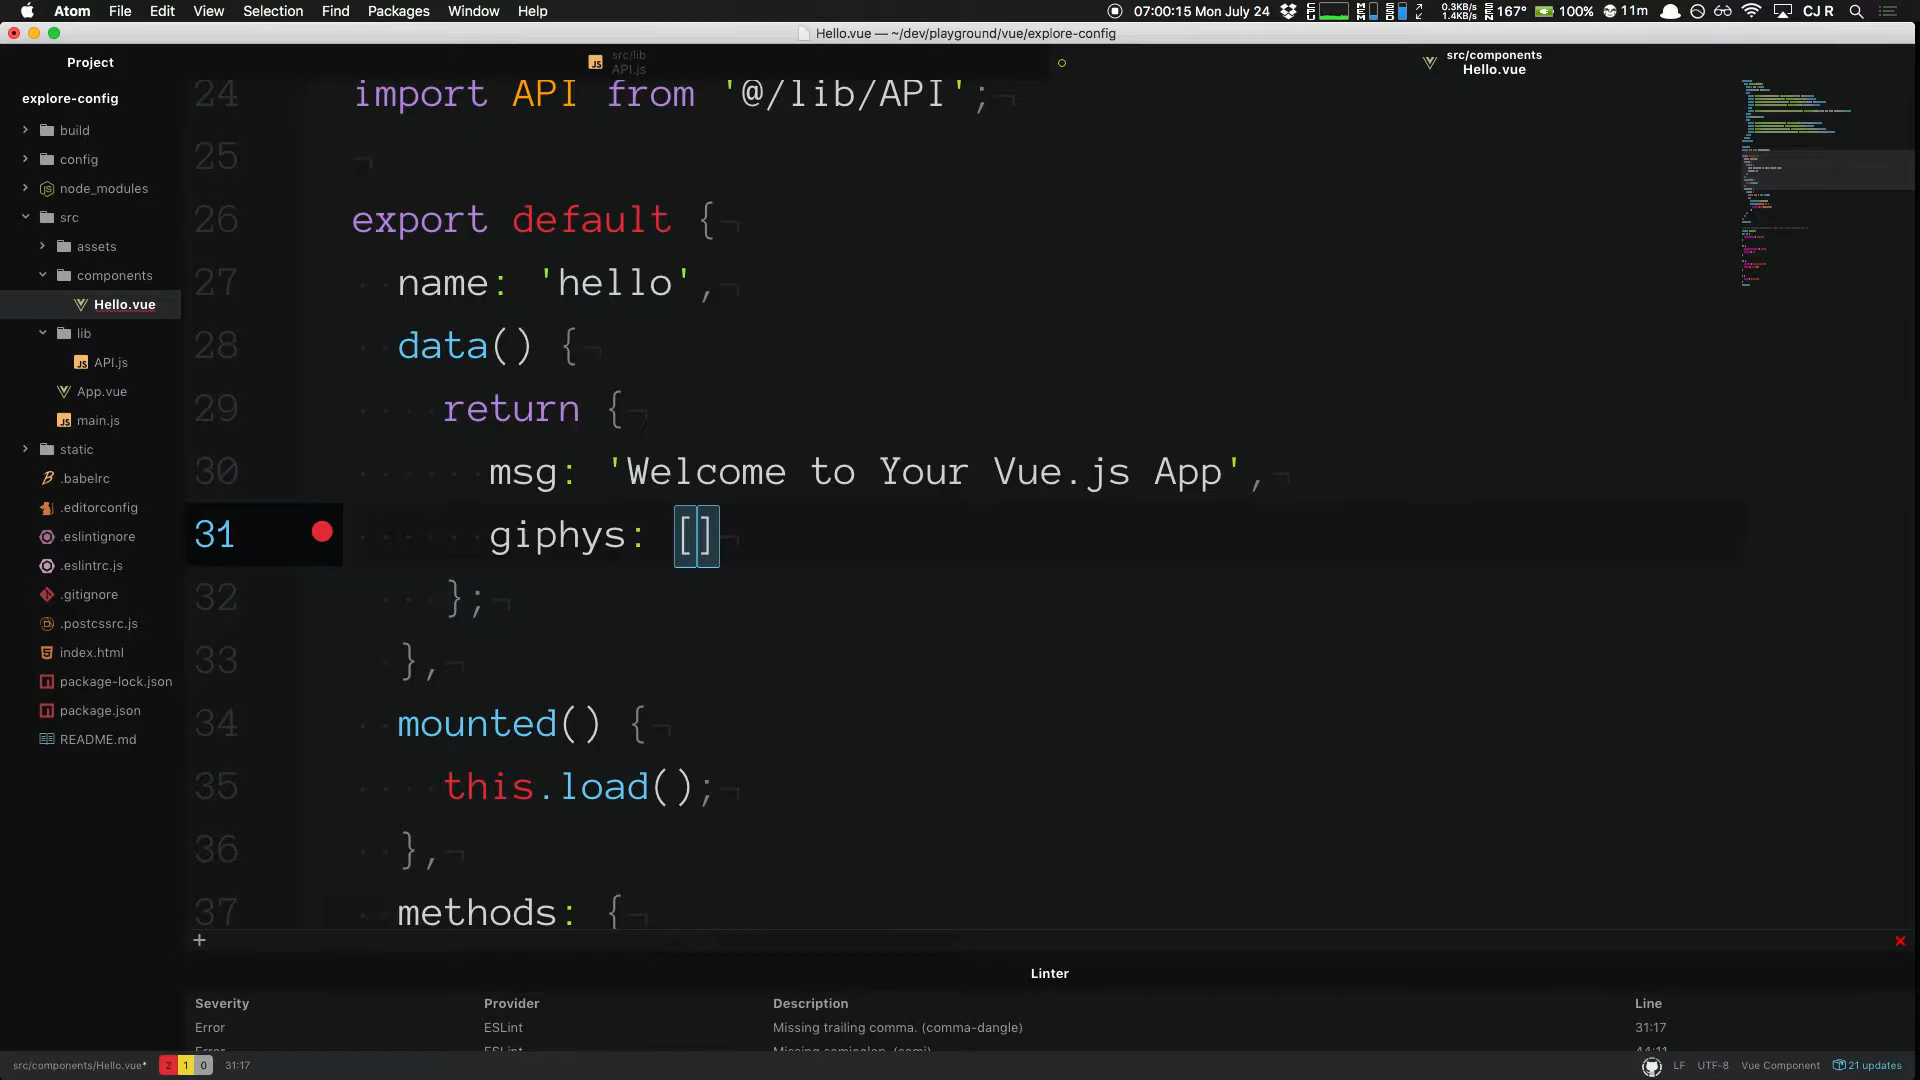 Atom File Edit View Selection Find Packages Window Help
0.3KB/s
1.4KB/s
167° 100% 11m
07:00:15 Mon July 24
CJ R
Hello.vue — ~/dev/playground/vue/explore-config
Project
src/lib
API.js
src/components
Hello.vue
explore-config
build
config
node_modules
src
assets
components
Hello.vue
lib
API.js
App.vue
main.js
static
.babelrc
.editorconfig
.eslintignore
.eslintrc.js
.gitignore
.postcssrc.js
index.html
package-lock.json
package.json
README.md
24 import API from '@/lib/API';
25
26 export default {
27 name: 'hello',
28 data() {
29 return {
30 msg: 'Welcome to Your Vue.js App',
31 giphys: []
32 };
33 },
34 mounted() {
35 this.load();
36 },
37 methods: {
+
Linter
Severity Provider Description Line
Error ESLint Missing trailing comma. (comma-dangle) 31:17
Error ESLint Missing semicolon. (semi) 44:11
src/components/Hello.vue* 2 1 0 31:17
LF UTF-8 Vue Component 21 updates